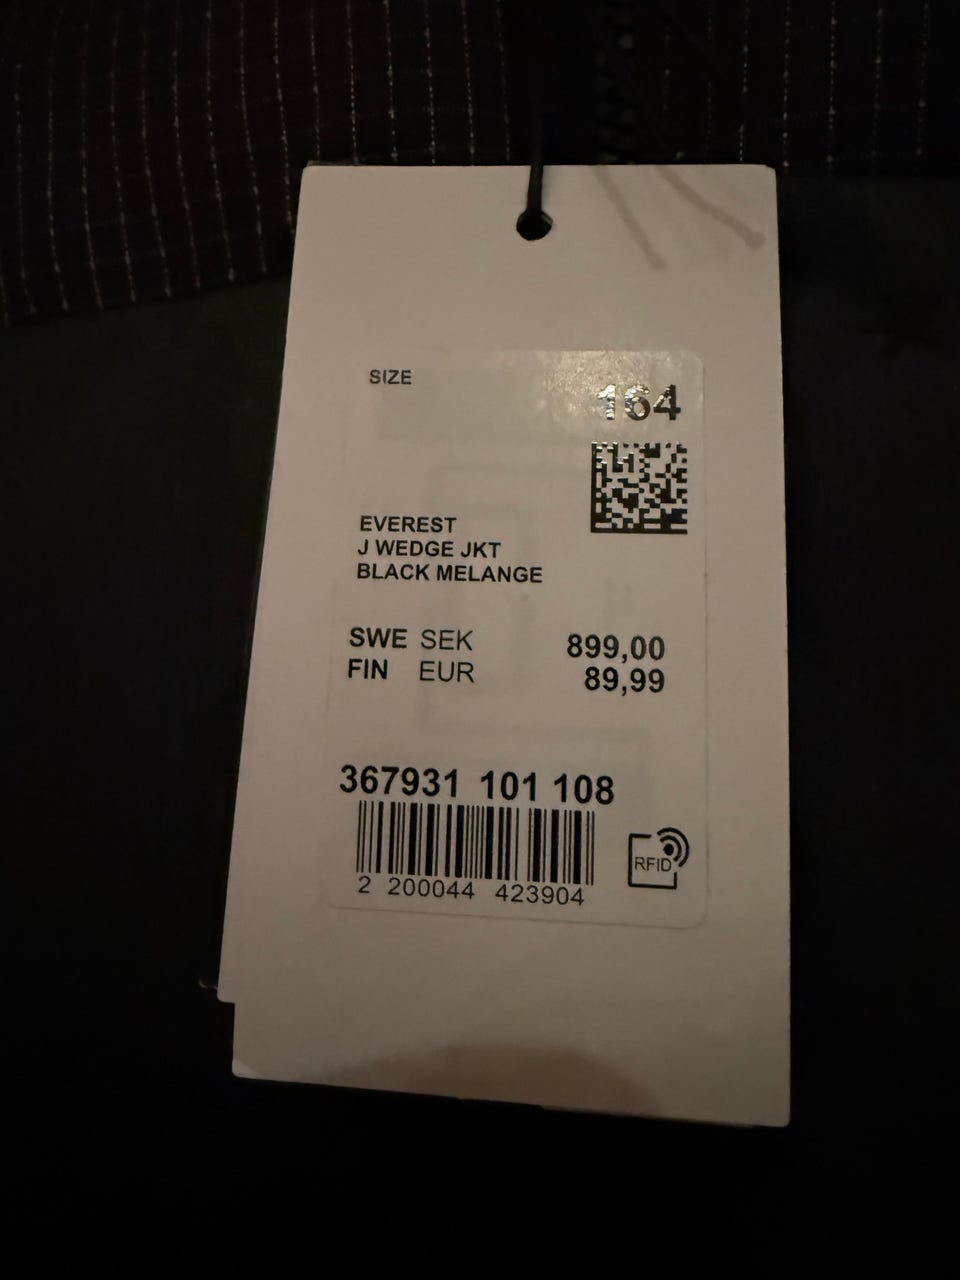 SIZE
164
EVEREST
J WEDGE JKT
BLACK MELANGE
SWE SEK 899,00
FIN EUR 89,99
367931 101 108
2 200044 423904
RFID